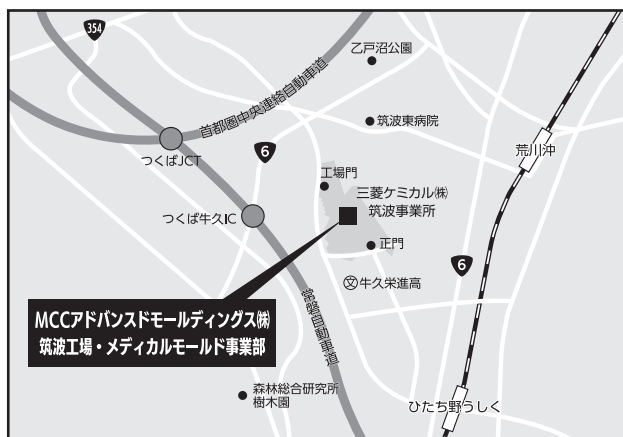 354
乙戸沼公園
首都圏中央連絡自動車道
筑波東病院
つくばJCT
6
荒川沖
工場門
三菱ケミカル㈱
筑波事業所
つくば牛久IC
正門
6
文牛久栄進高
MCCアドバンスドモールディングス㈱
筑波工場・メディカルモールド事業部
常磐自動車道
森林総合研究所
樹木園
ひたち野うしく